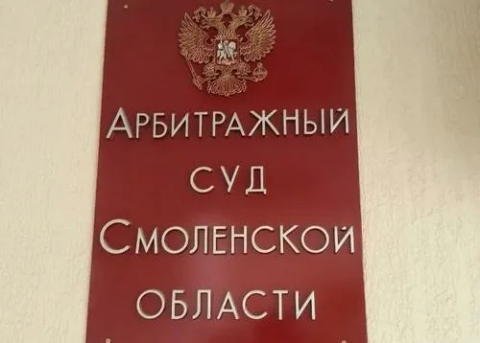 Арбитражный
суд
Смоленской
области